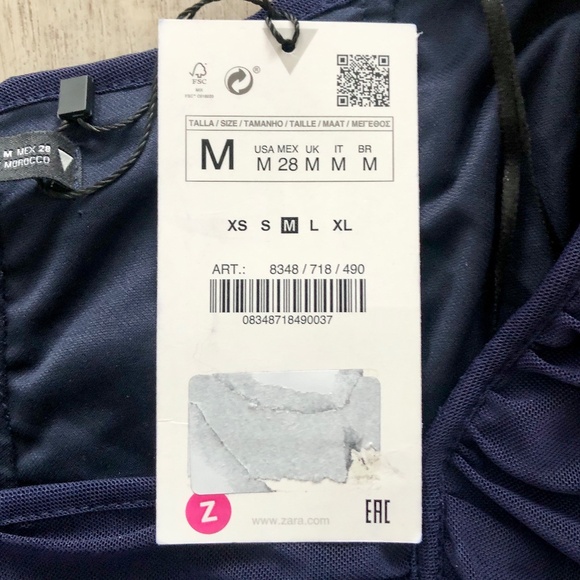 FSC
M MEX 28
MOROCCO
TALLA / SIZE / TAMANHO / TAILLE / MAAT / ΜΕΓΕΘΟΣ
M
USA MEX UK IT BR
M 28 M M M
XS S M L XL
ART.: 8348 / 718 / 490
08348718490037
Z
www.zara.com
EAC